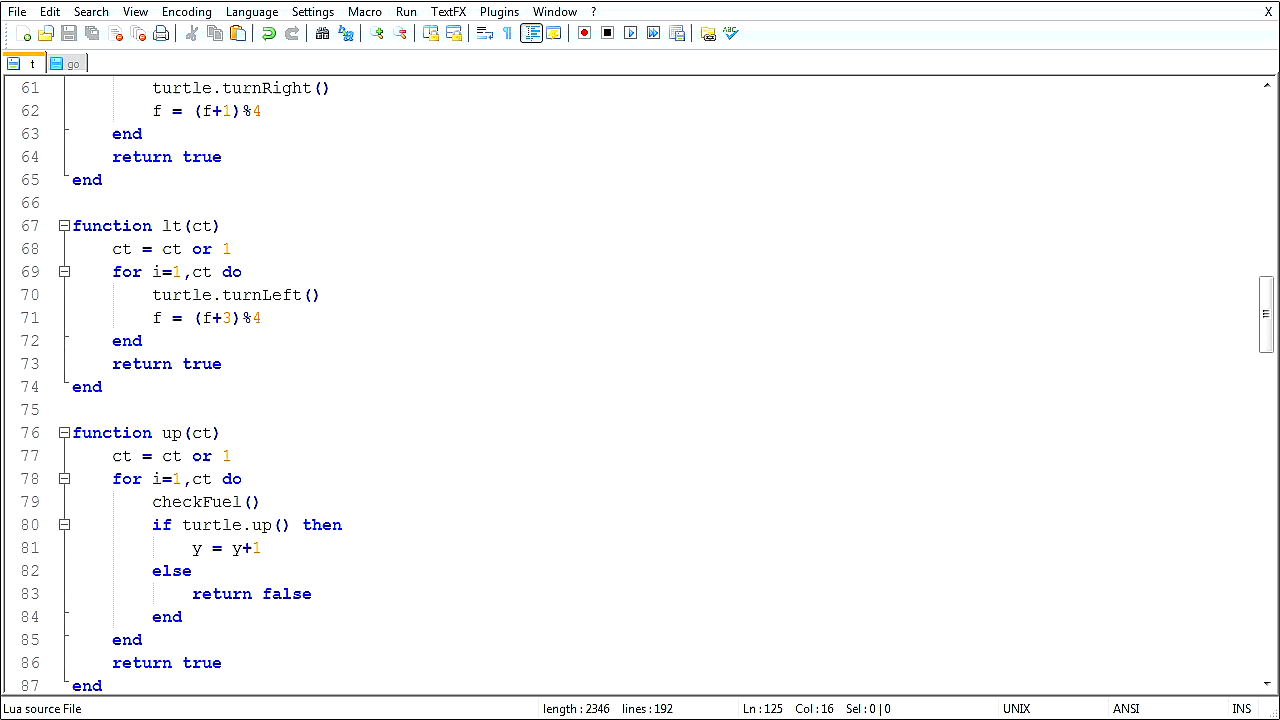 File Edit Search View Encoding Language Settings Macro Run TextFX Plugins Window ? X
t go
61 turtle.turnRight()
62 f = (f+1)%4
63 end
64 return true
65 end
66
67 function lt(ct)
68 ct = ct or 1
69 for i=1,ct do
70 turtle.turnLeft()
71 f = (f+3)%4
72 end
73 return true
74 end
75
76 function up(ct)
77 ct = ct or 1
78 for i=1,ct do
79 checkFuel()
80 if turtle.up() then
81 y = y+1
82 else
83 return false
84 end
85 end
86 return true
87 end
Lua source File length : 2346 lines : 192 Ln : 125 Col : 16 Sel : 0 | 0 UNIX ANSI INS